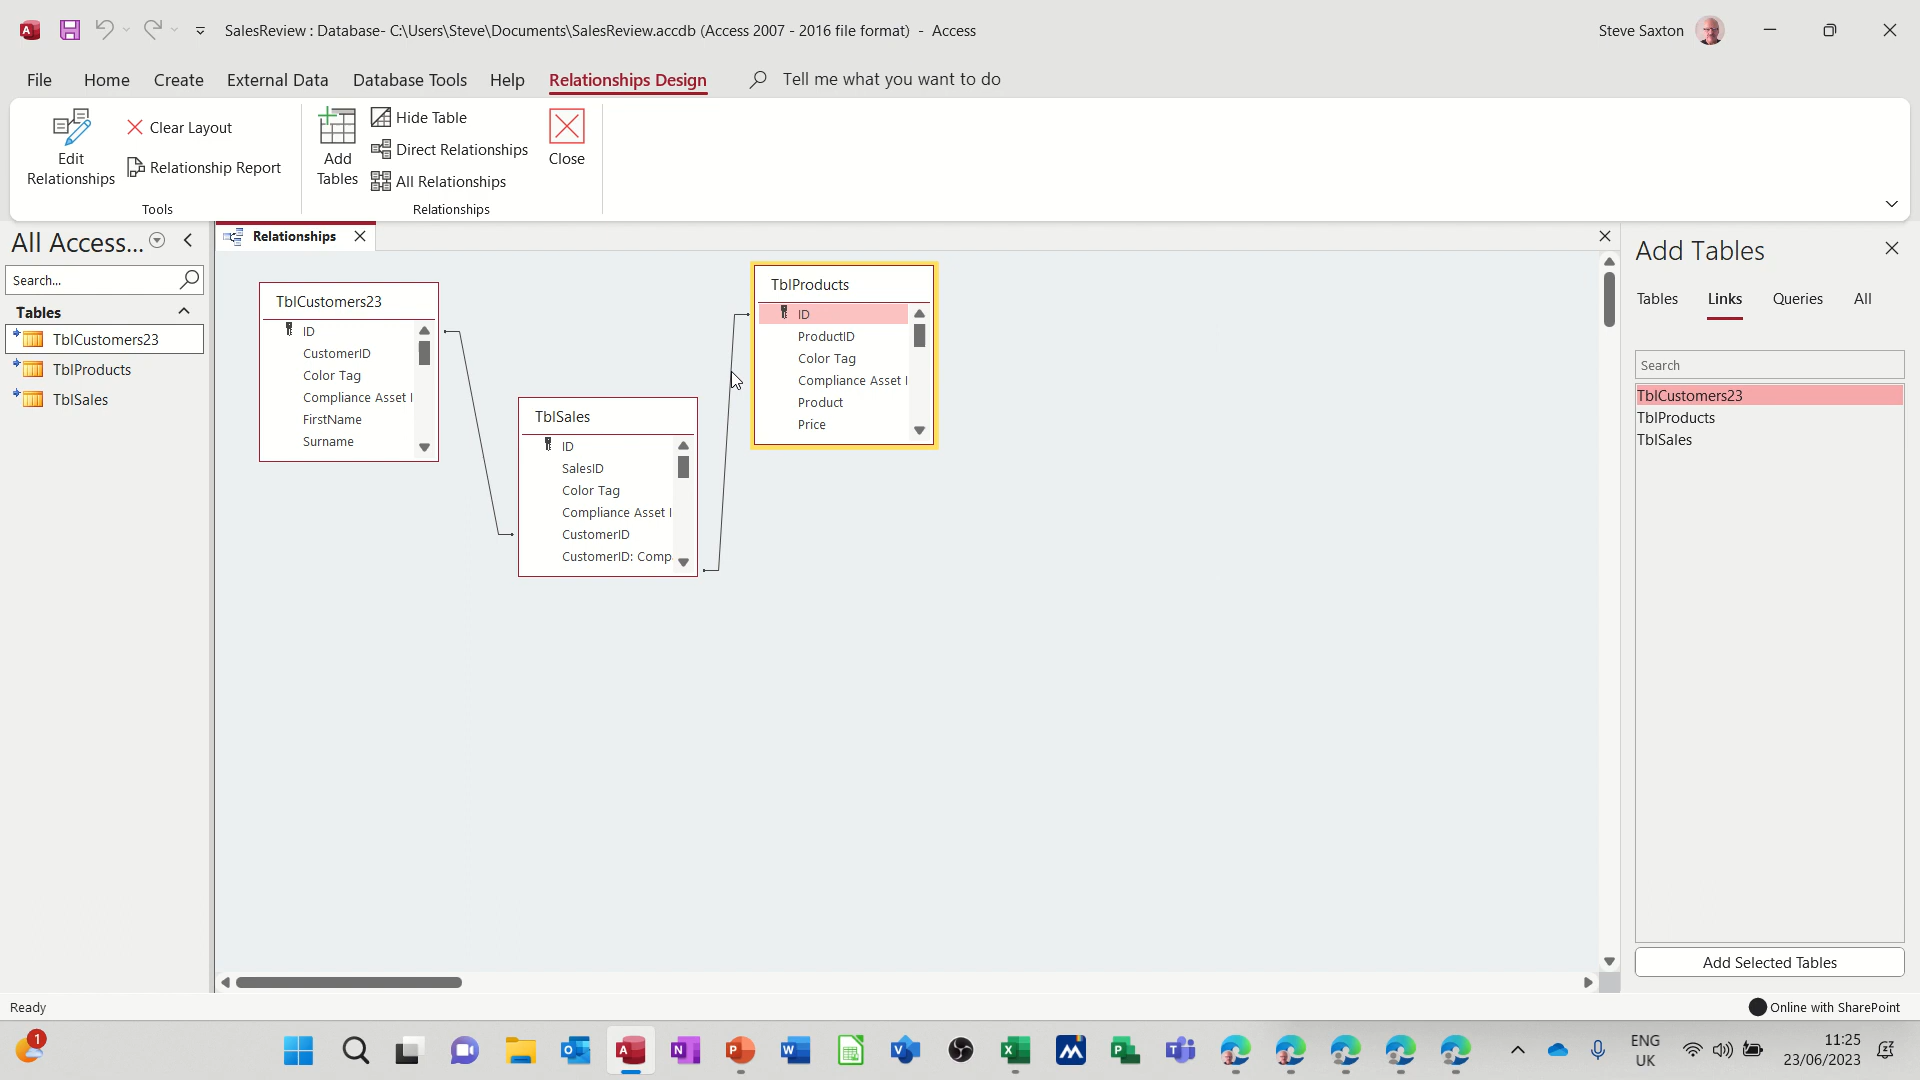 SalesReview : Database- C:\Users\Steve\Documents\SalesReview.accdb (Access 2007 - 2016 file format) - Access
Steve Saxton
File Home Create External Data Database Tools Help Relationships Design Tell me what you want to do
Edit Relationships
Clear Layout
Relationship Report
Tools
Add Tables
Hide Table
Direct Relationships
All Relationships
Relationships
Close
All Access...
Search...
Tables
TblCustomers23
TblProducts
TblSales
Relationships
TblCustomers23
ID
CustomerID
Color Tag
Compliance Asset I
FirstName
Surname
TblSales
ID
SalesID
Color Tag
Compliance Asset I
CustomerID
CustomerID: Comp
TblProducts
ID
ProductID
Color Tag
Compliance Asset I
Product
Price
Add Tables
Tables Links Queries All
Search
TblCustomers23
TblProducts
TblSales
Add Selected Tables
Ready
Online with SharePoint
1
ENG
UK
11:25
23/06/2023